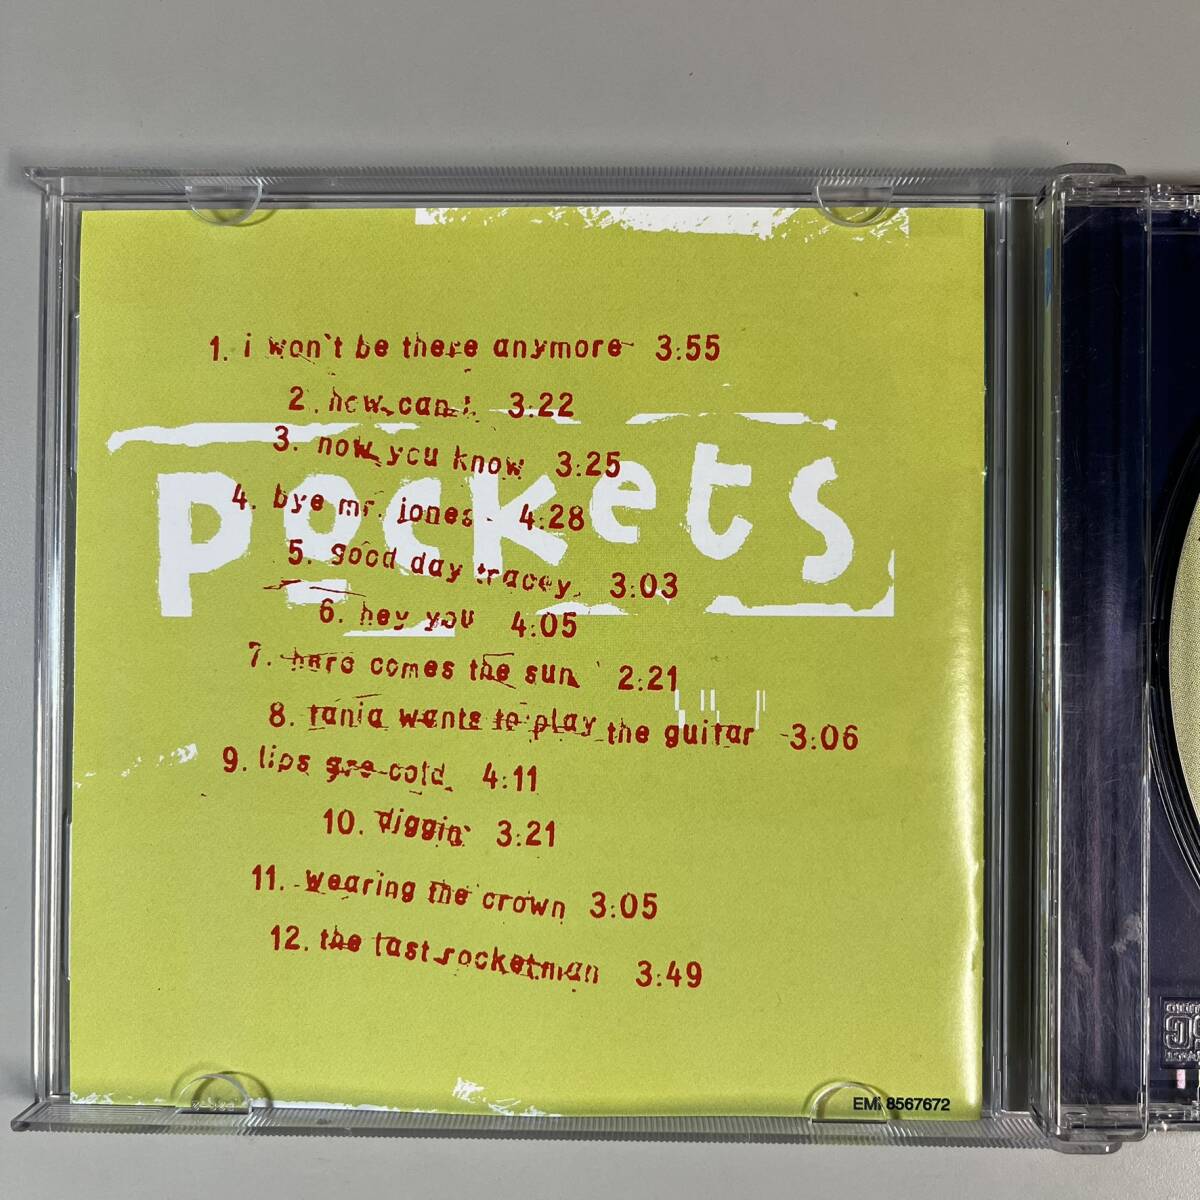 1. i won't be there anymore 3:55
2. how can i 3:22
3. now you know 3:25
pockets
4. bye mr. jones 4:28
5. good day tracey 3:03
6. hey you 4:05
7. here comes the sun 2:21
8. tania wants to play the guitar 3:06
9. lips are cold 4:11
10. diggin' 3:21
11. wearing the crown 3:05
12. the last rocketman 3:49
EMI 8567672